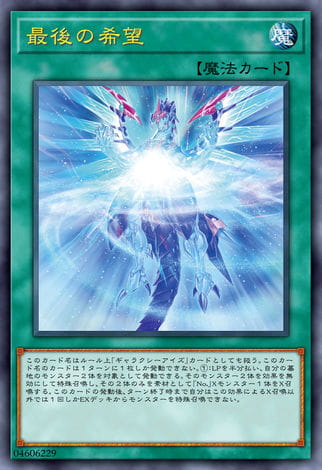 最後の希望
魔
【魔法カード】
このカード名はルール上「ギャラクシーアイズ」カードとしても扱う。このカー
ド名のカードは１ターンに１枚しか発動できない。①：LPを半分払い、自分の墓
地のモンスター２体を対象として発動できる。そのモンスター２体を効果を無
効にして特殊召喚し、その２体のみを素材として「No.」Xモンスター１体をX召
喚する。このカードの発動後、ターン終了時まで自分はこの効果によるX召喚以
外では１回しかEXデッキからモンスターを特殊召喚できない。
04606229